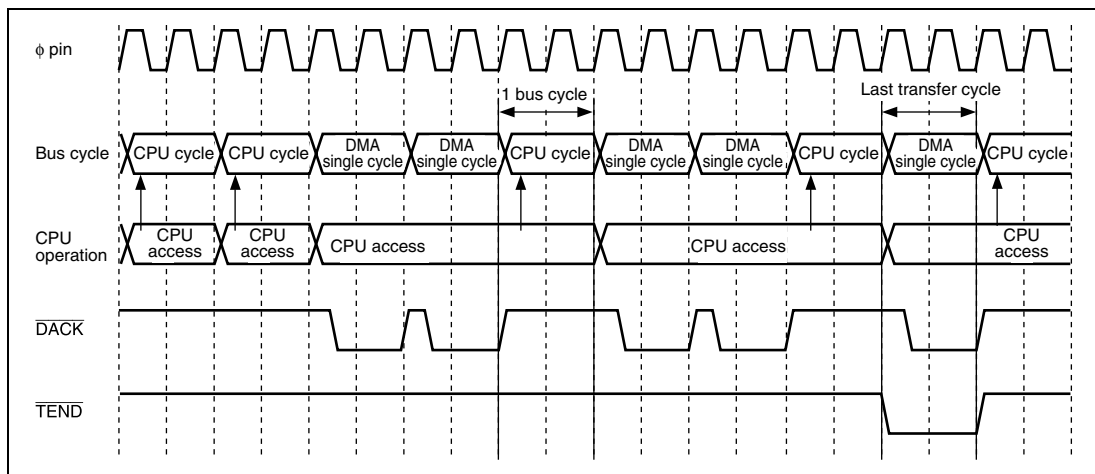 φ pin
1 bus cycle
Last transfer cycle
Bus cycle
CPU cycle
CPU cycle
DMA
single cycle
DMA
single cycle
CPU cycle
DMA
single cycle
DMA
single cycle
CPU cycle
DMA
single cycle
CPU cycle
CPU
operation
CPU
access
CPU
access
CPU access
CPU access
CPU
access
DACK
TEND